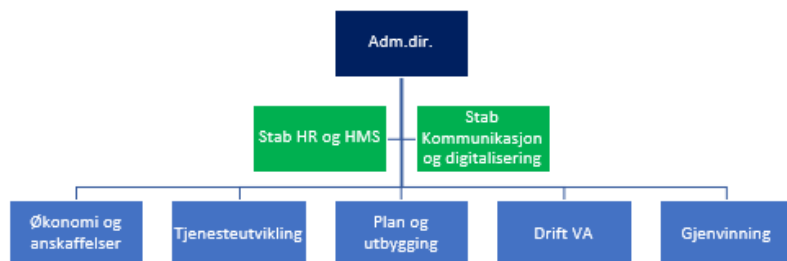 Adm.dir.
Stab HR og HMS
Stab
Kommunikasjon
og digitalisering
Økonomi og
anskaffelser
Tjenesteutvikling
Plan og
utbygging
Drift VA
Gjenvinning